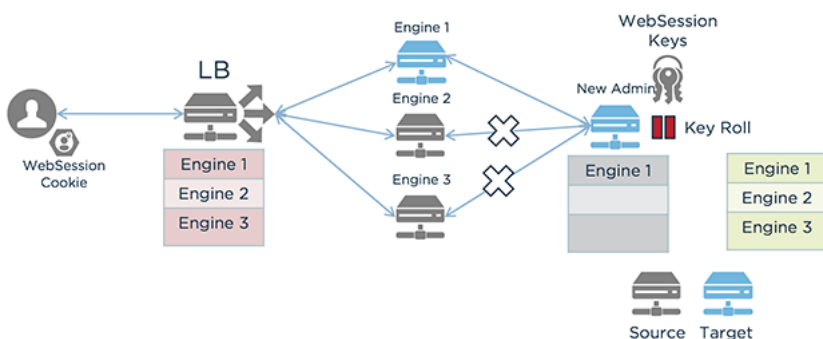 Engine 1
WebSession
Keys
LB
New Admin
Engine 2
Key Roll
WebSession
Cookie
Engine 1
Engine 2
Engine 3
Engine 3
Engine 1
Engine 1
Engine 2
Engine 3
Source
Target